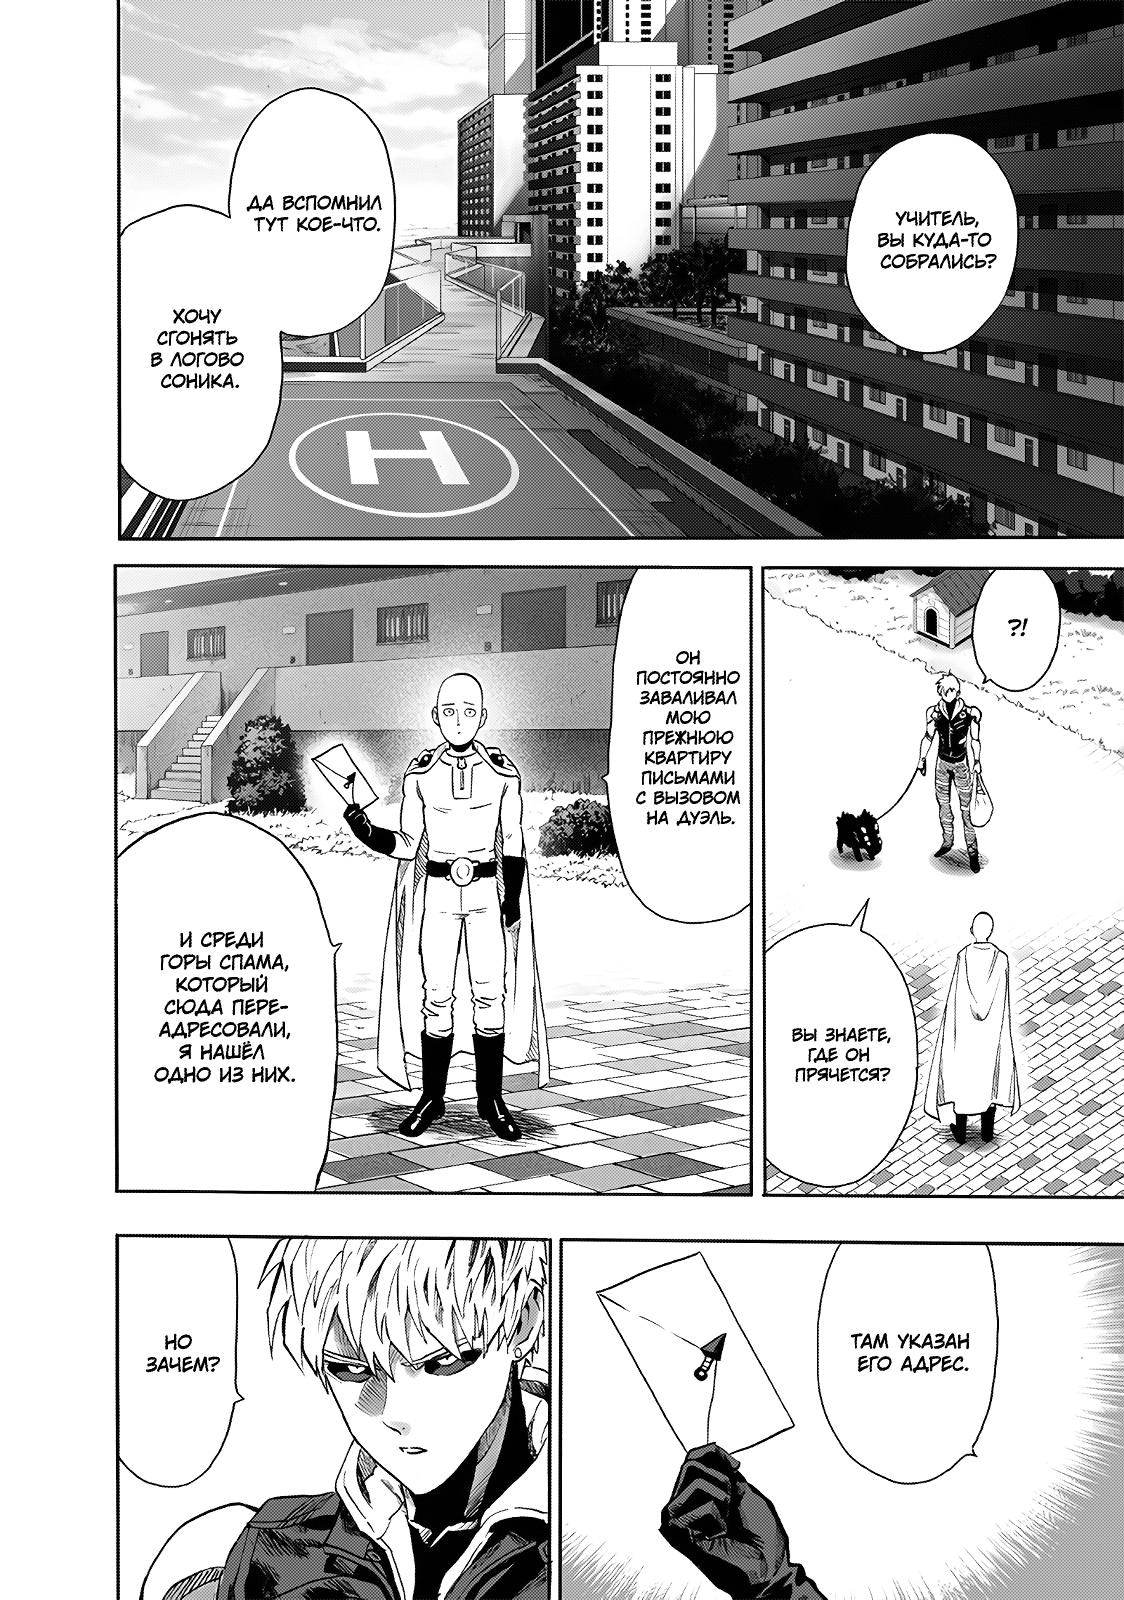 УЧИТЕЛЬ,
ВЫ КУДА-ТО
СОБРАЛИСЬ?
ДА ВСПОМНИЛ
ТУТ КОЕ-ЧТО.
ХОЧУ
СГОНЯТЬ
В ЛОГОВО
СОНИКА.
H
?!
ВЫ ЗНАЕТЕ,
ГДЕ ОН
ПРЯЧЕТСЯ?
ОН
ПОСТОЯННО
ЗАВАЛИВАЛ
МОЮ
ПРЕЖНЮЮ
КВАРТИРУ
ПИСЬМАМИ
С ВЫЗОВОМ
НА ДУЭЛЬ.
И СРЕДИ
ГОРЫ СПАМА,
КОТОРЫЙ
СЮДА ПЕРЕ-
АДРЕСОВАЛИ,
Я НАШЁЛ
ОДНО ИЗ НИХ.
ТАМ УКАЗАН
ЕГО АДРЕС.
НО
ЗАЧЕМ?